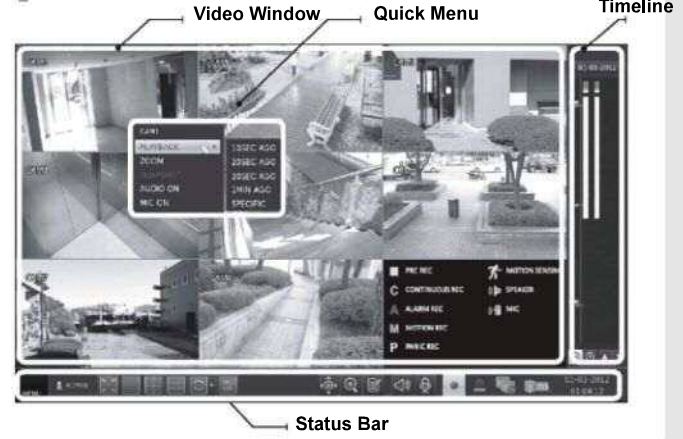 Video Window
Quick Menu
Timeline
CAM1
PLAYBACK
ZOOM
AUDIO ON
MIC ON
10SEC AGO
20SEC AGO
20SEC AGO
1MIN AGO
SPECIFIC
PRE REC
C CONTINUOUS REC
A ALARM REC
M MOTION REC
P PANIC REC
MOTION SENSING
SPEAKER
MIC
Status Bar